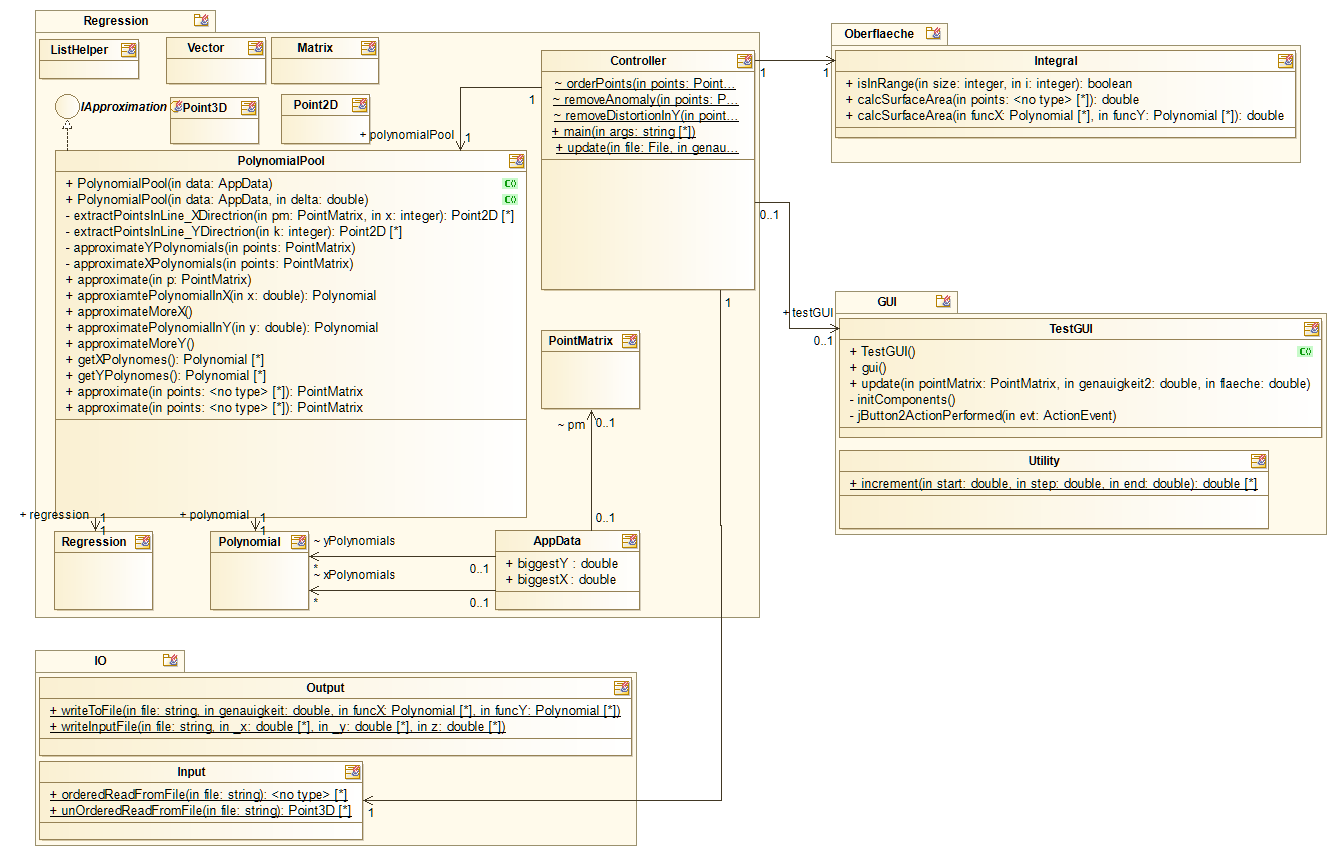 Regression
ListHelper
Vector
Matrix
IApproximation
Point3D
Point2D
Controller
~ orderPoints(in points: Point...
~ removeAnomaly(in points: P...
~ removeDistortionInY(in point...
+ main(in args: string [*])
+ update(in file: File, in genau...
1
1
1
+ polynomialPool
1
PolynomialPool
+ PolynomialPool(in data: AppData)
+ PolynomialPool(in data: AppData, in delta: double)
- extractPointsInLine_XDirectrion(in pm: PointMatrix, in x: integer): Point2D [*]
- extractPointsInLine_YDirectrion(in k: integer): Point2D [*]
- approximateYPolynomials(in points: PointMatrix)
- approximateXPolynomials(in points: PointMatrix)
+ approximate(in p: PointMatrix)
+ approxiamtePolynomialInX(in x: double): Polynomial
+ approximateMoreX()
+ approximatePolynomialInY(in y: double): Polynomial
+ approximateMoreY()
+ getXPolynomes(): Polynomial [*]
+ getYPolynomes(): Polynomial [*]
+ approximate(in points: <no type> [*]): PointMatrix
+ approximate(in points: <no type> [*]): PointMatrix
C()
C()
+ regression
1
1
+ polynomial
1
1
Regression
Polynomial
PointMatrix
~ pm
0..1
0..1
~ yPolynomials
*
0..1
~ xPolynomials
*
0..1
AppData
+ biggestY : double
+ biggestX : double
Oberflaeche
Integral
+ isInRange(in size: integer, in i: integer): boolean
+ calcSurfaceArea(in points: <no type> [*]): double
+ calcSurfaceArea(in funcX: Polynomial [*], in funcY: Polynomial [*]): double
0..1
+ testGUI
0..1
1
GUI
TestGUI
+ TestGUI()
+ gui()
+ update(in pointMatrix: PointMatrix, in genauigkeit2: double, in flaeche: double)
- initComponents()
- jButton2ActionPerformed(in evt: ActionEvent)
C()
Utility
+ increment(in start: double, in step: double, in end: double): double [*]
IO
Output
+ writeToFile(in file: string, in genauigkeit: double, in funcX: Polynomial [*], in funcY: Polynomial [*])
+ writeInputFile(in file: string, in _x: double [*], in _y: double [*], in z: double [*])
Input
+ orderedReadFromFile(in file: string): <no type> [*]
+ unOrderedReadFromFile(in file: string): Point3D [*]
1